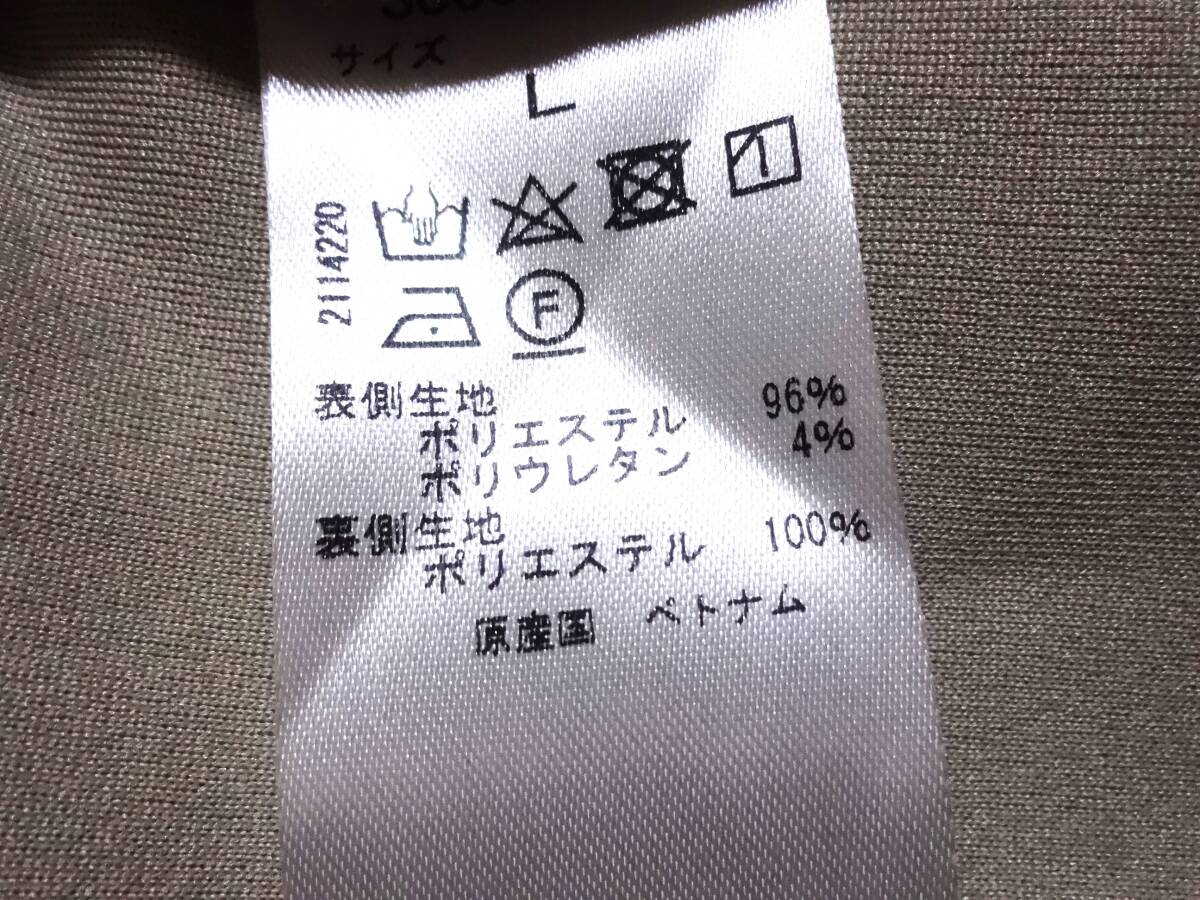 サイズ
L
2114220
F
表側生地
ポリエステル 96%
ポリウレタン 4%
裏側生地
ポリエステル 100%
原産国 ベトナム